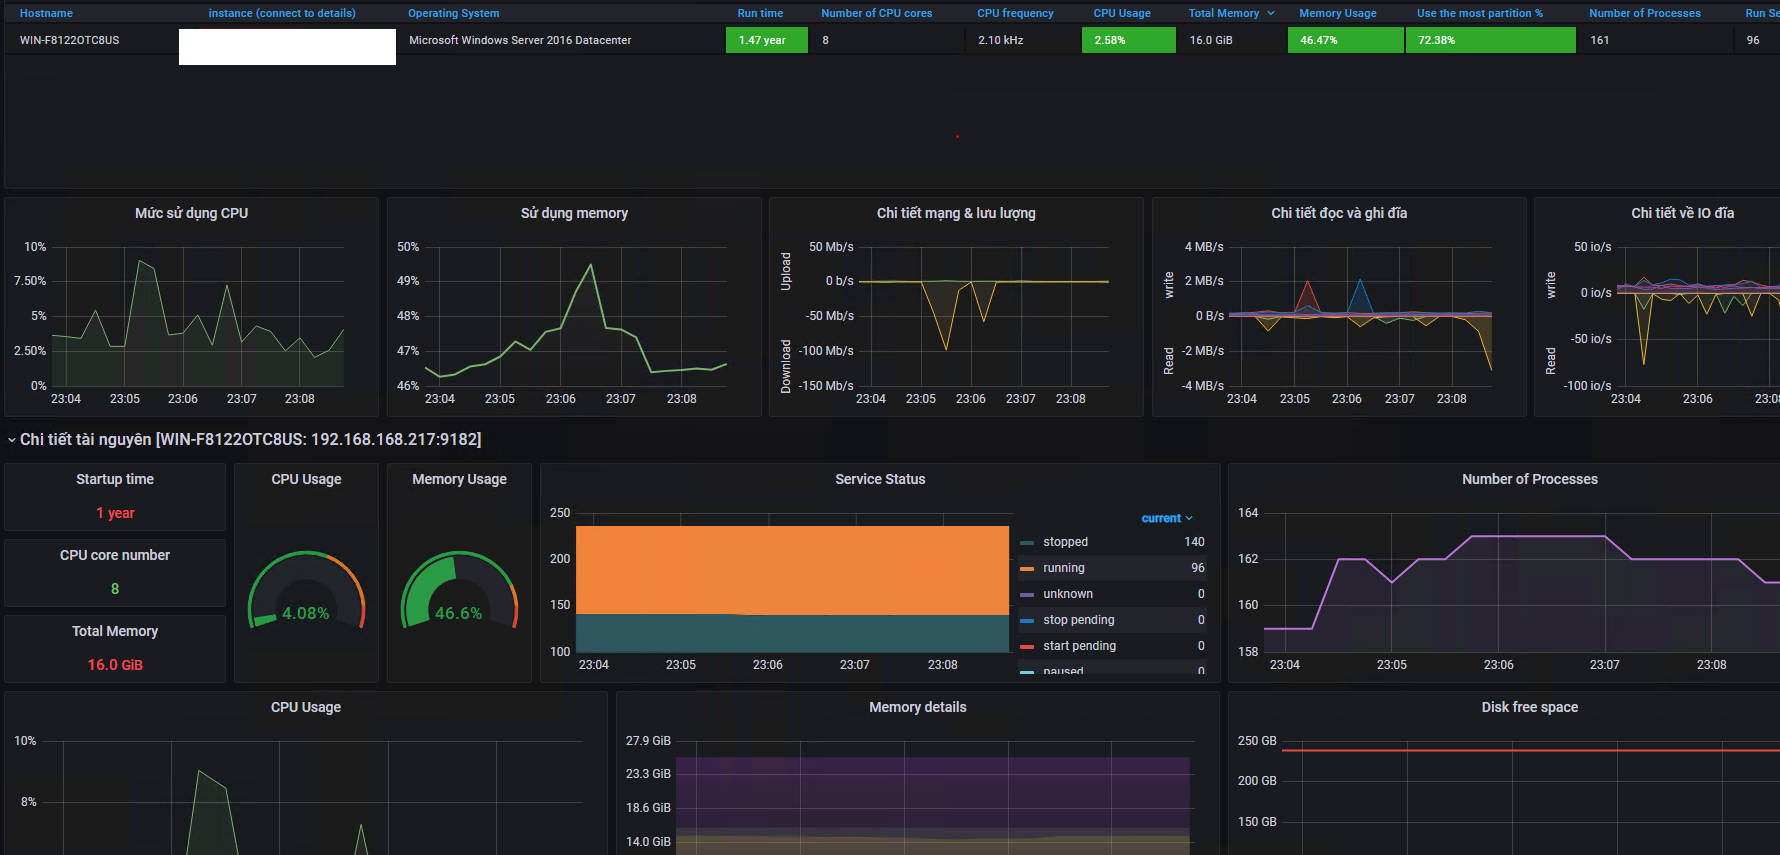 Hostname instance (connect to details) Operating System Run time Number of CPU cores CPU frequency CPU Usage Total Memory Memory Usage Use the most partition % Number of Processes Run Se
WIN-F8122OTC8US Microsoft Windows Server 2016 Datacenter 1.47 year 8 2.10 kHz 2.58% 16.0 GiB 46.47% 72.38% 161 96
Mức sử dụng CPU
10%
7.50%
5%
2.50%
0%
23:04 23:05 23:06 23:07 23:08
Sử dụng memory
50%
49%
48%
47%
46%
23:04 23:05 23:06 23:07 23:08
Chi tiết mạng & lưu lượng
Upload
Download
50 Mb/s
0 b/s
-50 Mb/s
-100 Mb/s
-150 Mb/s
23:04 23:05 23:06 23:07 23:08
Chi tiết đọc và ghi đĩa
write
Read
4 MB/s
2 MB/s
0 B/s
-2 MB/s
-4 MB/s
23:04 23:05 23:06 23:07 23:08
Chi tiết về IO đĩa
write
Read
50 io/s
0 io/s
-50 io/s
-100 io/s
23:04 23:06 23:08
Chi tiết tài nguyên [WIN-F8122OTC8US: 192.168.168.217:9182]
Startup time
1 year
CPU core number
8
Total Memory
16.0 GiB
CPU Usage
4.08%
Memory Usage
46.6%
Service Status
250
200
150
100
23:04 23:05 23:06 23:07 23:08
current
stopped 140
running 96
unknown 0
stop pending 0
start pending 0
paused 0
Number of Processes
164
162
160
158
23:04 23:05 23:06 23:07 23:08
CPU Usage
10%
8%
Memory details
27.9 GiB
23.3 GiB
18.6 GiB
14.0 GiB
Disk free space
250 GB
200 GB
150 GB